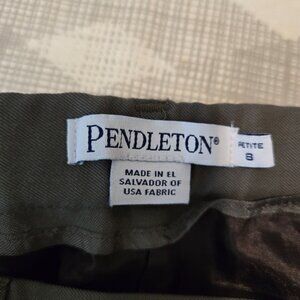 PENDLETON®
PETITE
8
MADE IN EL
SALVADOR OF
USA FABRIC